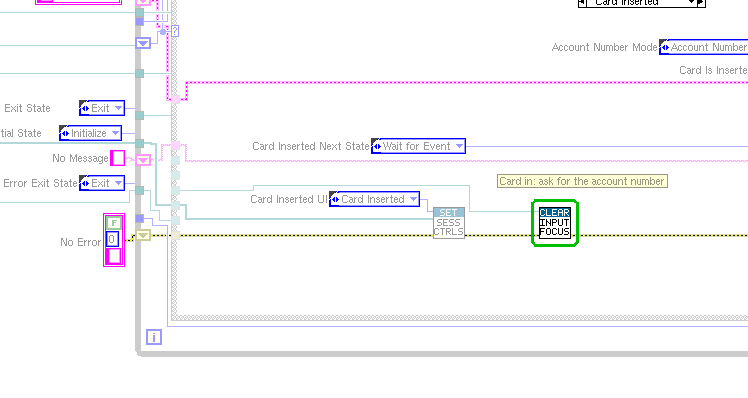 Card Inserted
Account Number Mode Account Number
Card Is Inserte
Exit State Exit
tial State Initialize
Card Inserted Next State Wait for Event
No Message
Error Exit State Exit
Card in: ask for the account number
Card Inserted UI Card Inserted
SET
SESS
CTRLS
CLEAR
INPUT
FOCUS
No Error
F
0
?
i